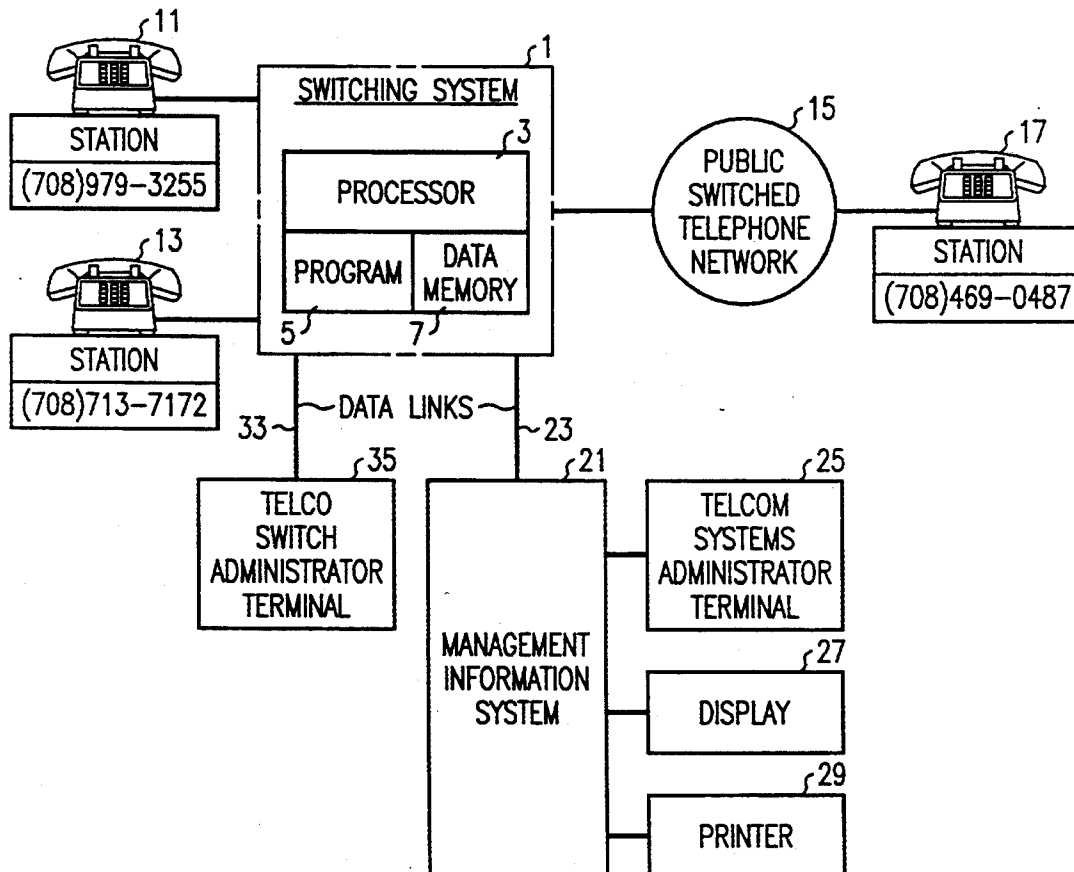 11
STATION
(708)979-3255
13
STATION
(708)713-7172
1
SWITCHING SYSTEM
3
PROCESSOR
PROGRAM
5
DATA
MEMORY
7
15
PUBLIC
SWITCHED
TELEPHONE
NETWORK
17
STATION
(708)469-0487
DATA LINKS
33
23
35
TELCO
SWITCH
ADMINISTRATOR
TERMINAL
21
MANAGEMENT
INFORMATION
SYSTEM
25
TELCOM
SYSTEMS
ADMINISTRATOR
TERMINAL
27
DISPLAY
29
PRINTER